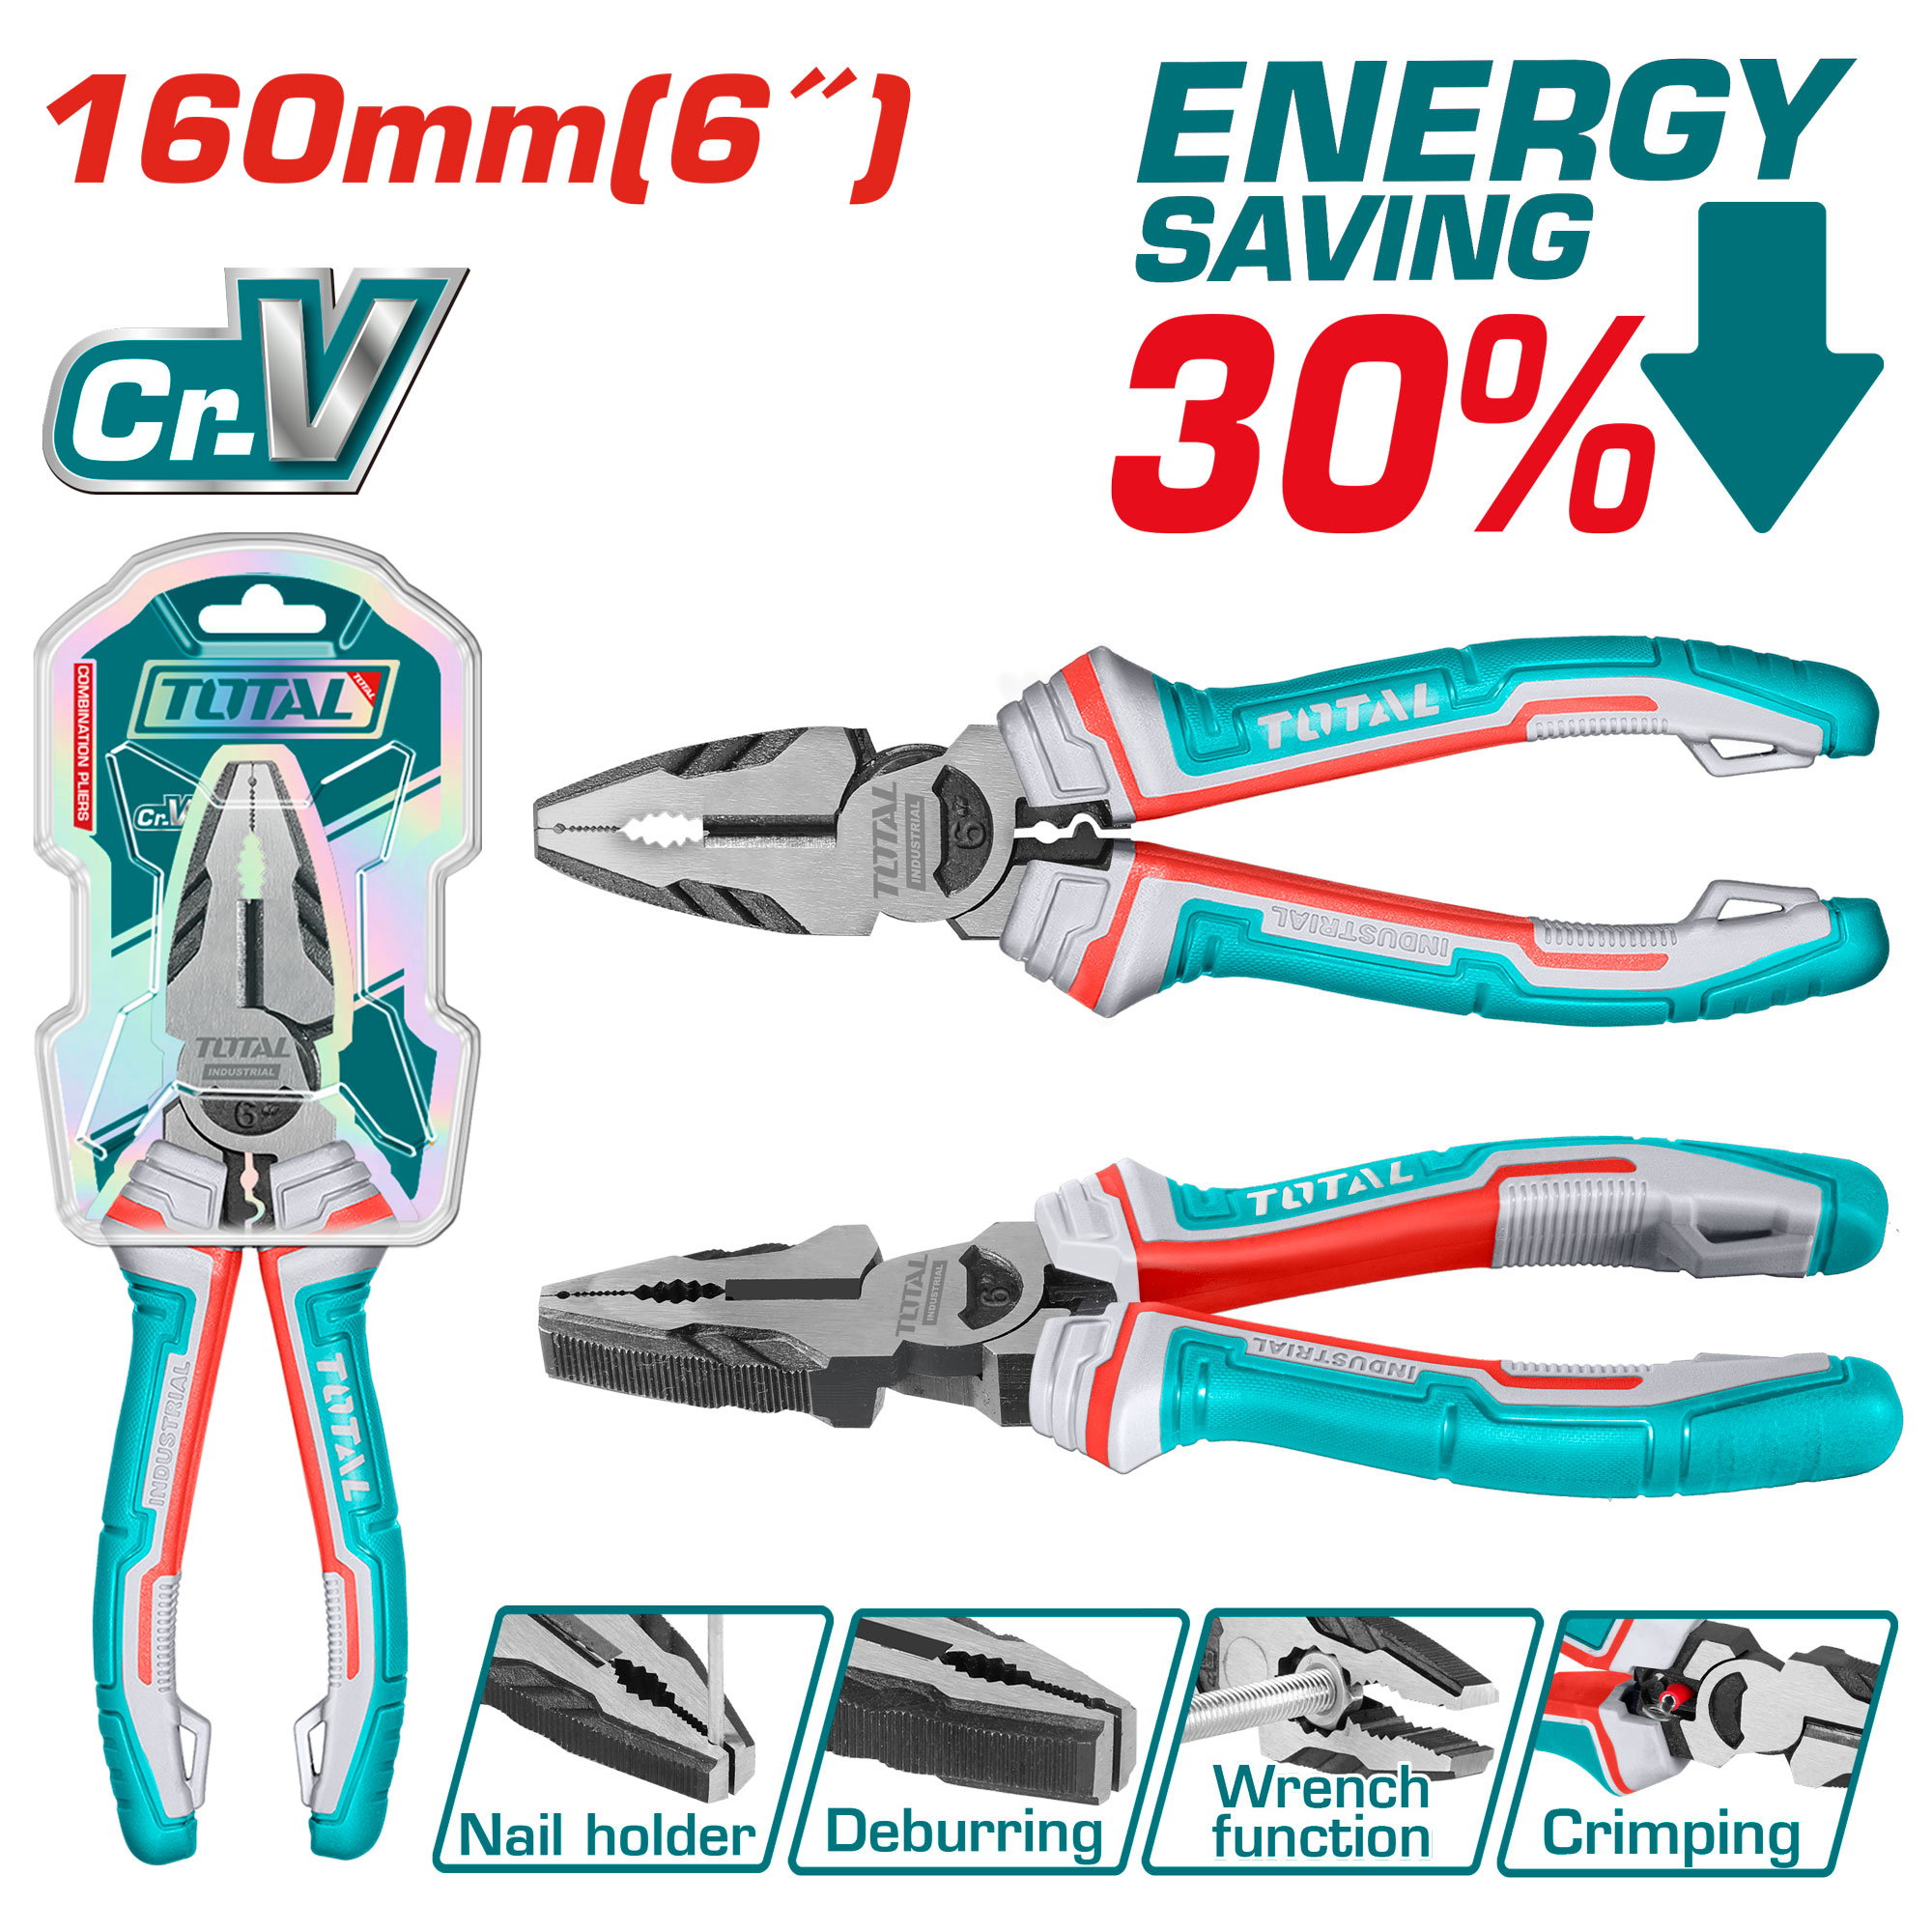 160mm(6″)
ENERGY
SAVING
30%
Cr.V
TOTAL
TOTAL
COMBINATION PLIERS
Cr.V
TOTAL
INDUSTRIAL
6"
INDUSTRIAL
TOTAL
TOTAL
TOTAL
INDUSTRIAL
6"
INDUSTRIAL
TOTAL
TOTAL
INDUSTRIAL
6"
INDUSTRIAL
Nail holder
Deburring
Wrench
function
Crimping